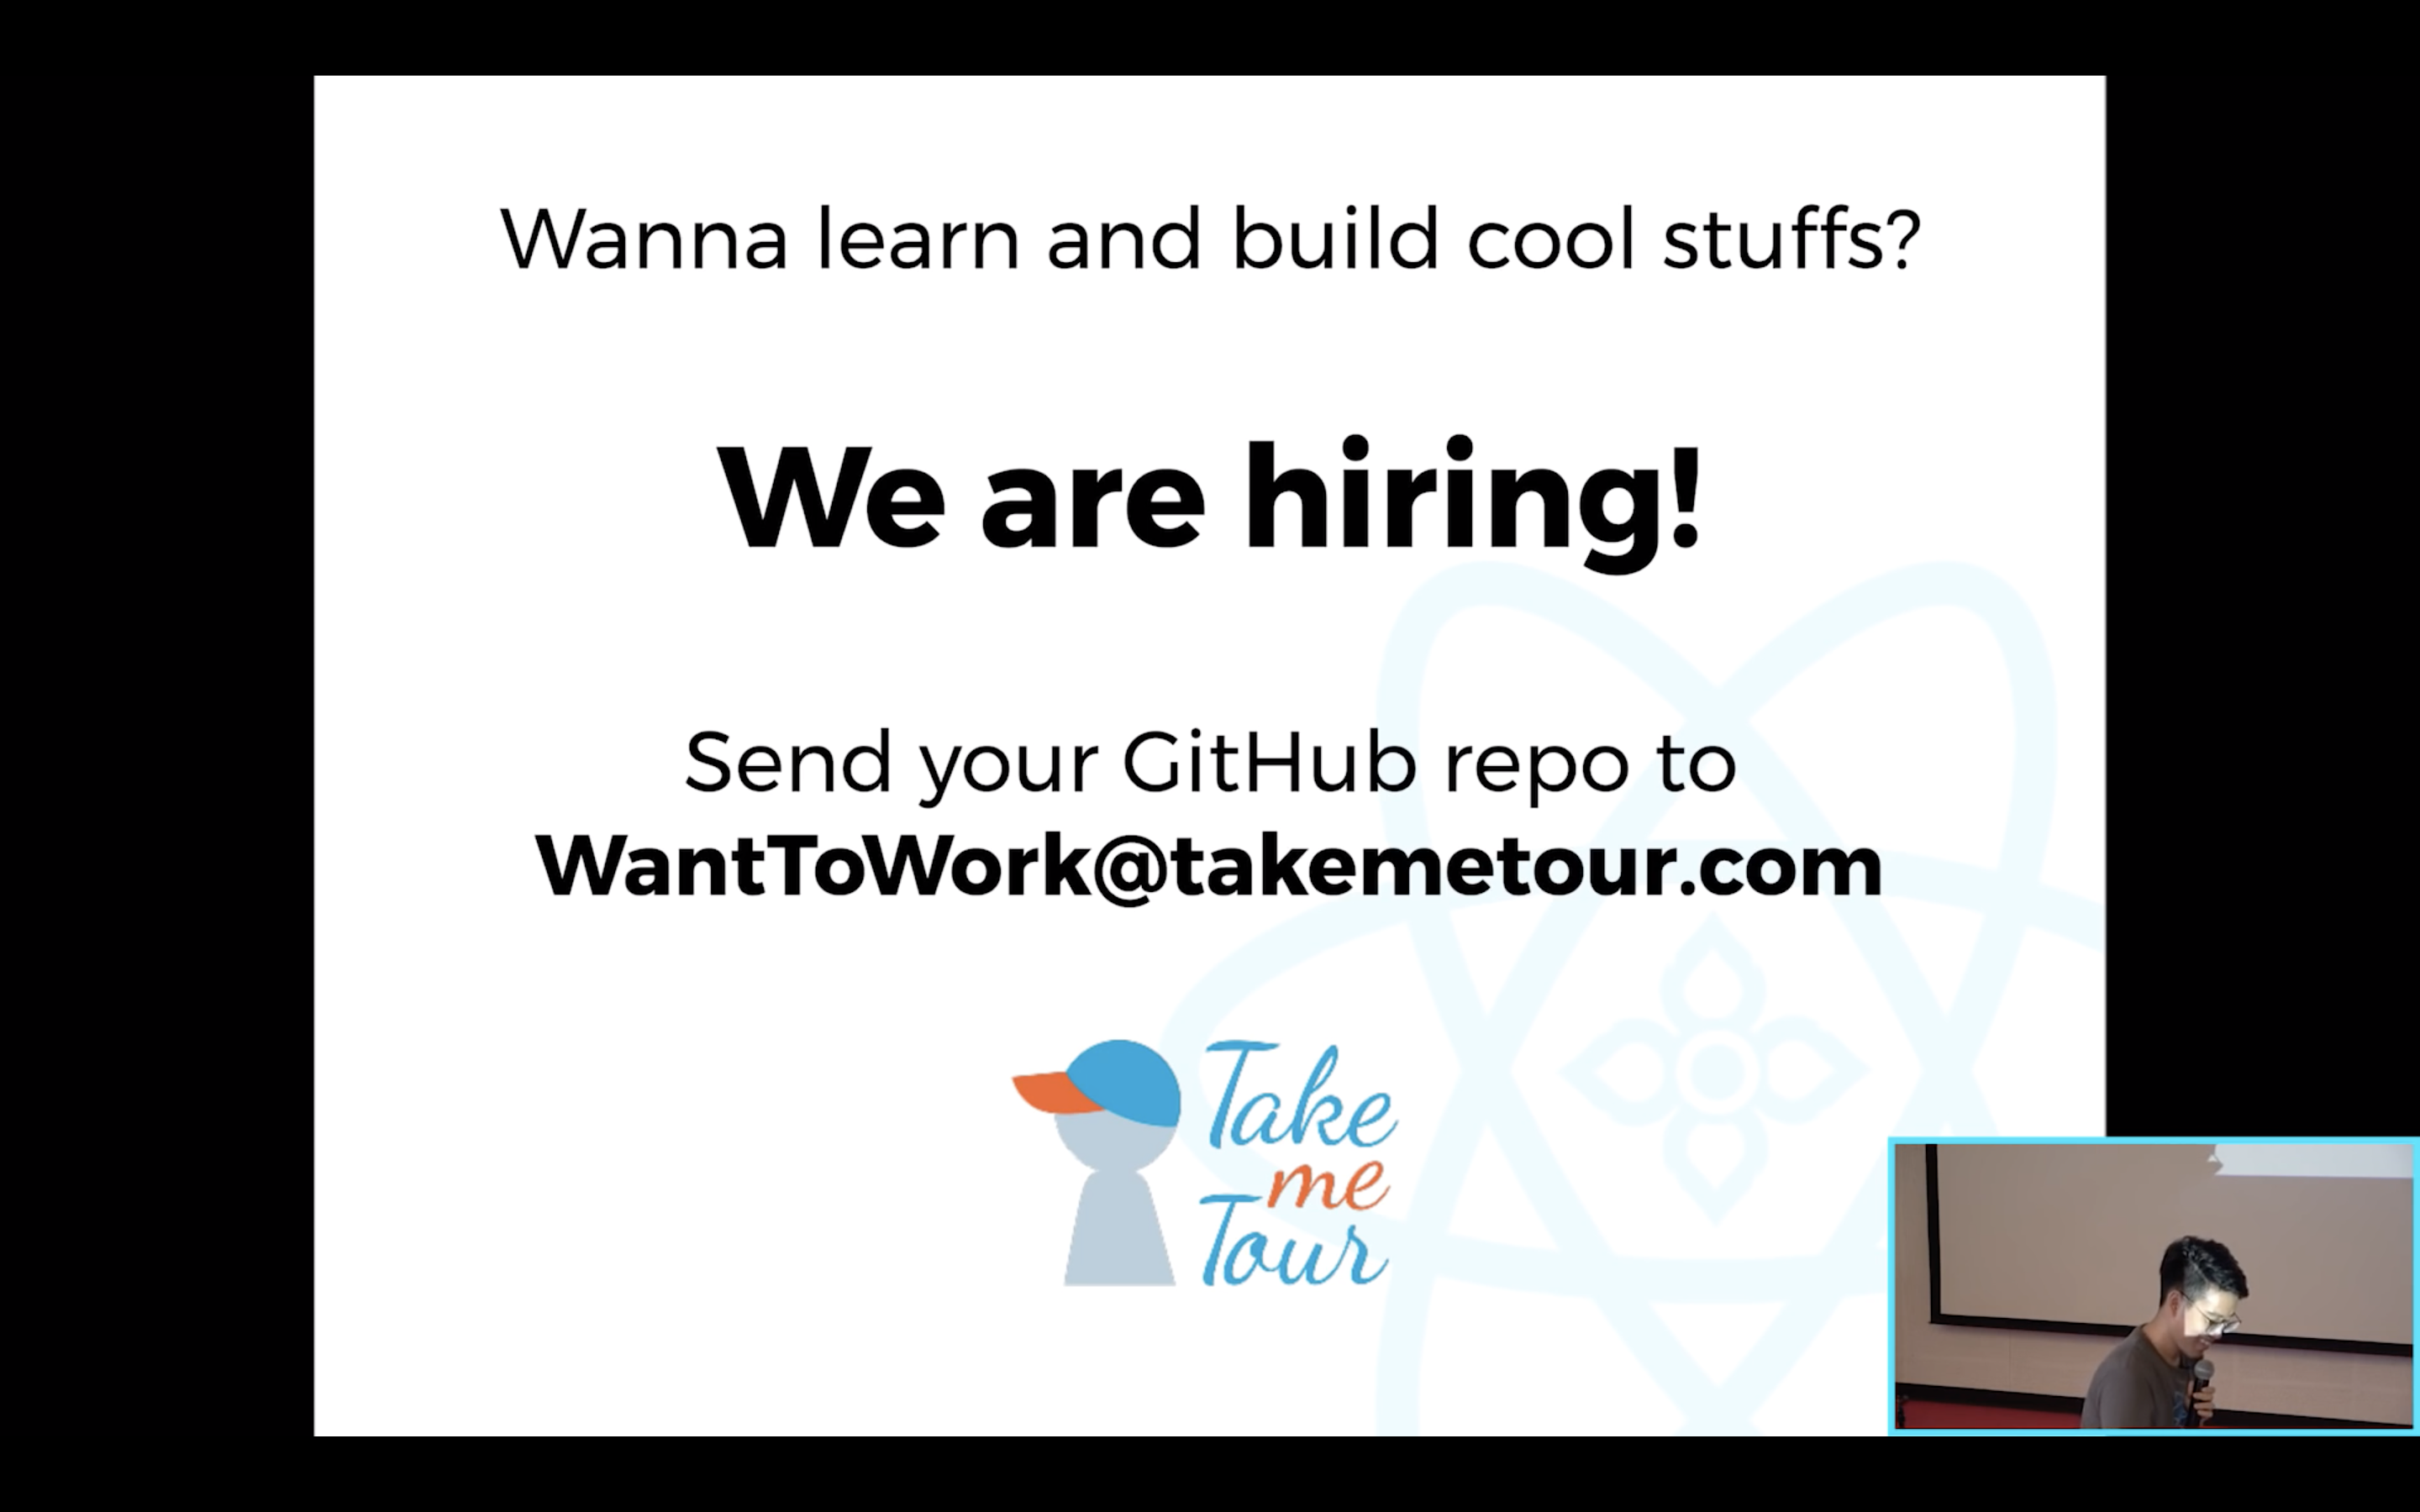 Wanna learn and build cool stuffs?
We are hiring!
Send your GitHub repo to
WantToWork@takemetour.com
Take
me
Tour